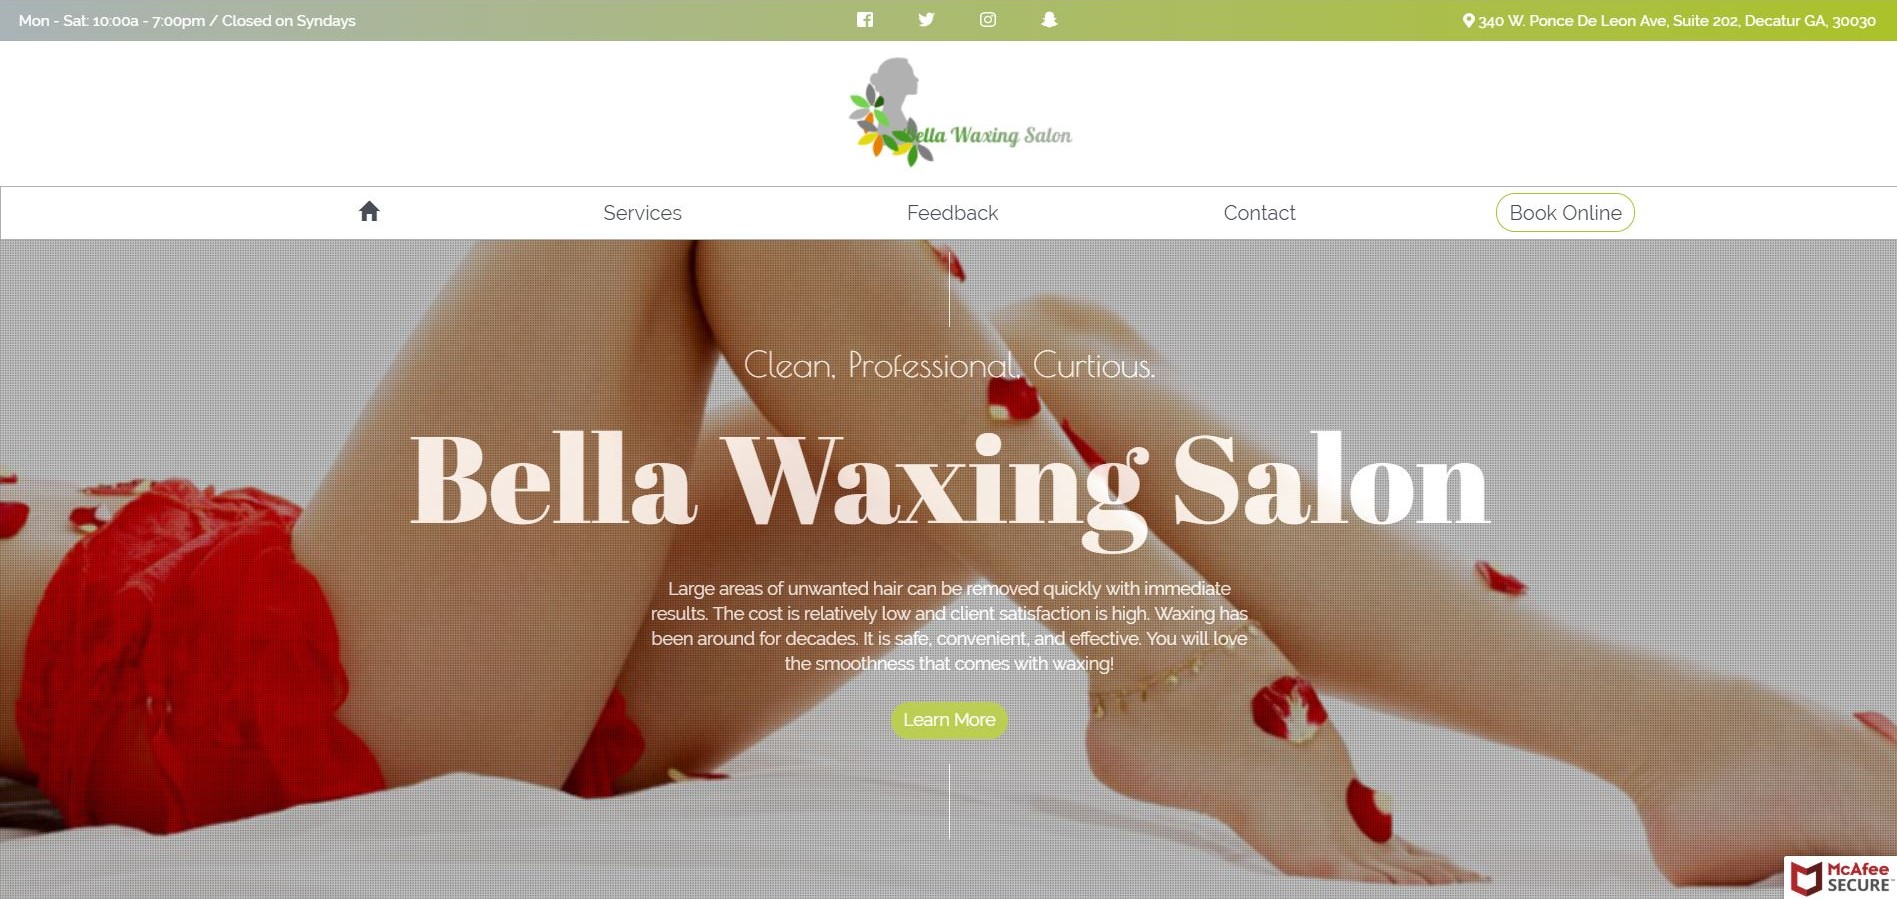 Mon - Sat: 10:00a - 7:00pm / Closed on Syndays
340 W. Ponce De Leon Ave, Suite 202, Decatur GA, 30030
Bella Waxing Salon
Services
Feedback
Contact
Book Online
Clean, Professional, Curtious.
Bella Waxing Salon
Large areas of unwanted hair can be removed quickly with immediate
results. The cost is relatively low and client satisfaction is high. Waxing has
been around for decades. It is safe, convenient, and effective. You will love
the smoothness that comes with waxing!
Learn More
McAfee
SECURE™